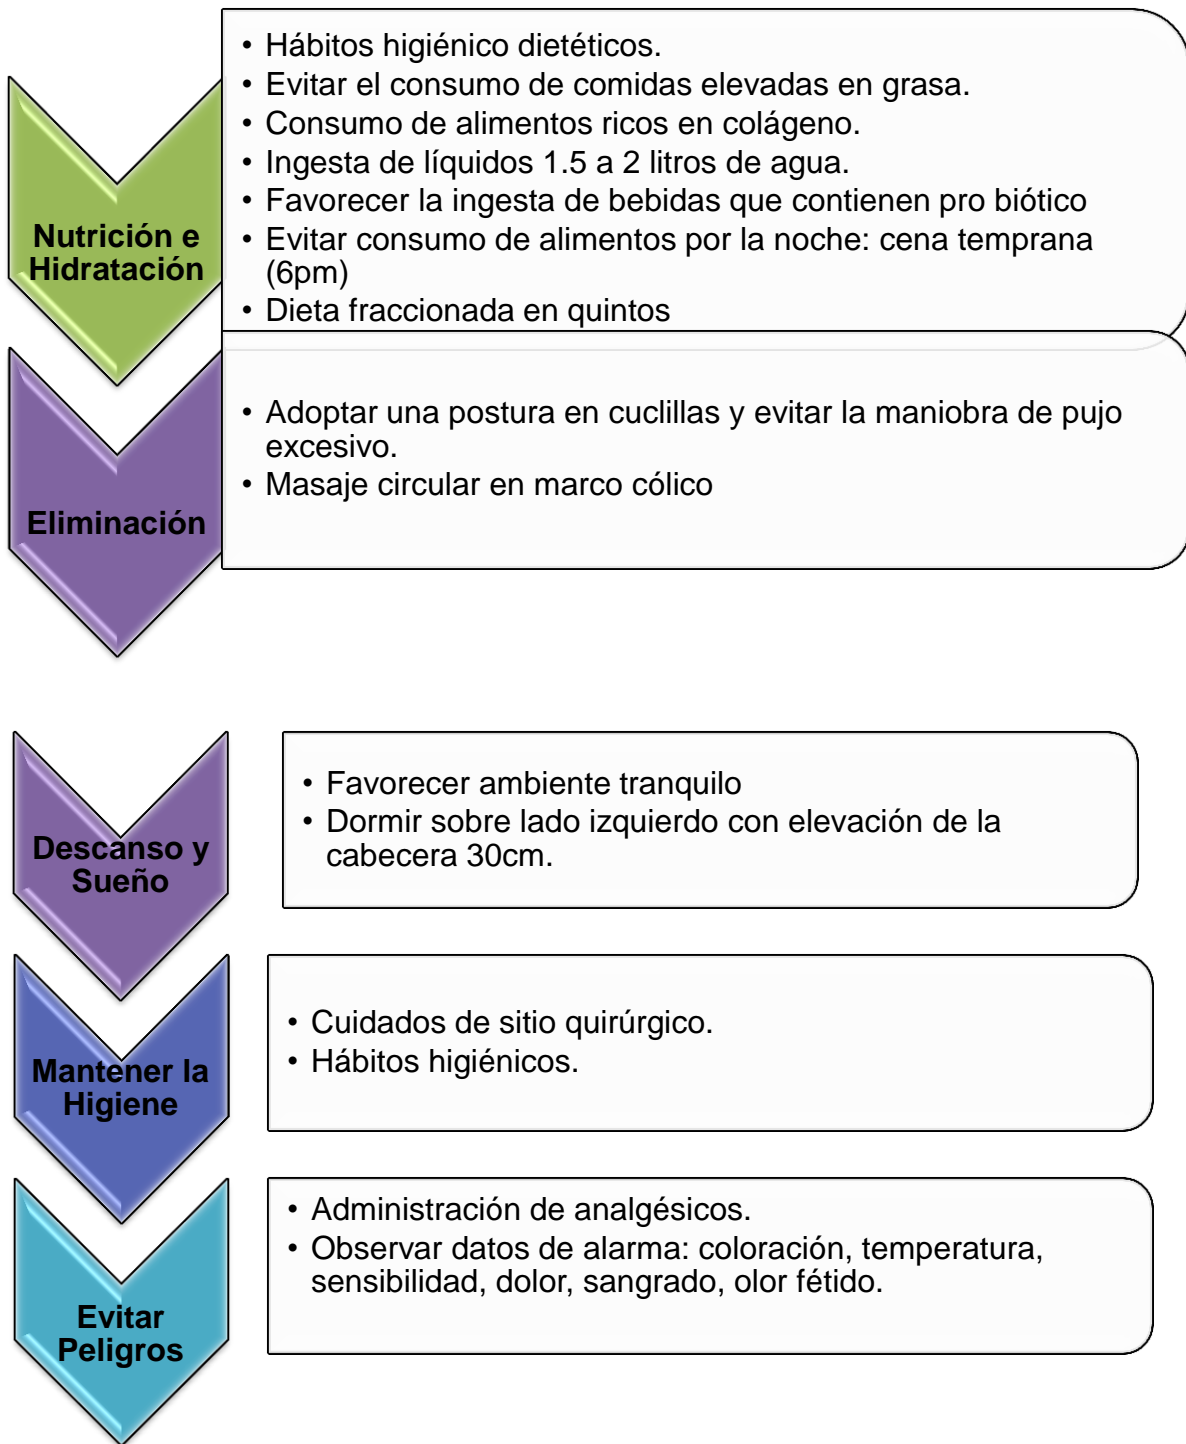 Nutrición e
Hidratación
• Hábitos higiénico dietéticos.
• Evitar el consumo de comidas elevadas en grasa.
• Consumo de alimentos ricos en colágeno.
• Ingesta de líquidos 1.5 a 2 litros de agua.
• Favorecer la ingesta de bebidas que contienen pro biótico
• Evitar consumo de alimentos por la noche: cena temprana
(6pm)
• Dieta fraccionada en quintos
Eliminación
• Adoptar una postura en cuclillas y evitar la maniobra de pujo
excesivo.
• Masaje circular en marco cólico
Descanso y
Sueño
• Favorecer ambiente tranquilo
• Dormir sobre lado izquierdo con elevación de la
cabecera 30cm.
Mantener la
Higiene
• Cuidados de sitio quirúrgico.
• Hábitos higiénicos.
Evitar
Peligros
• Administración de analgésicos.
• Observar datos de alarma: coloración, temperatura,
sensibilidad, dolor, sangrado, olor fétido.